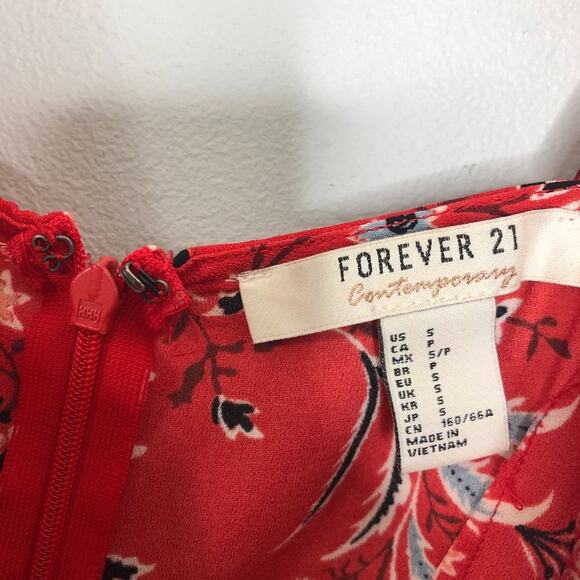 FOREVER 21
Contemporary
US S
CA P
MX S/P
BR P
EU S
UK S
KR S
JP S
CN 160/66A
MADE IN
VIETNAM